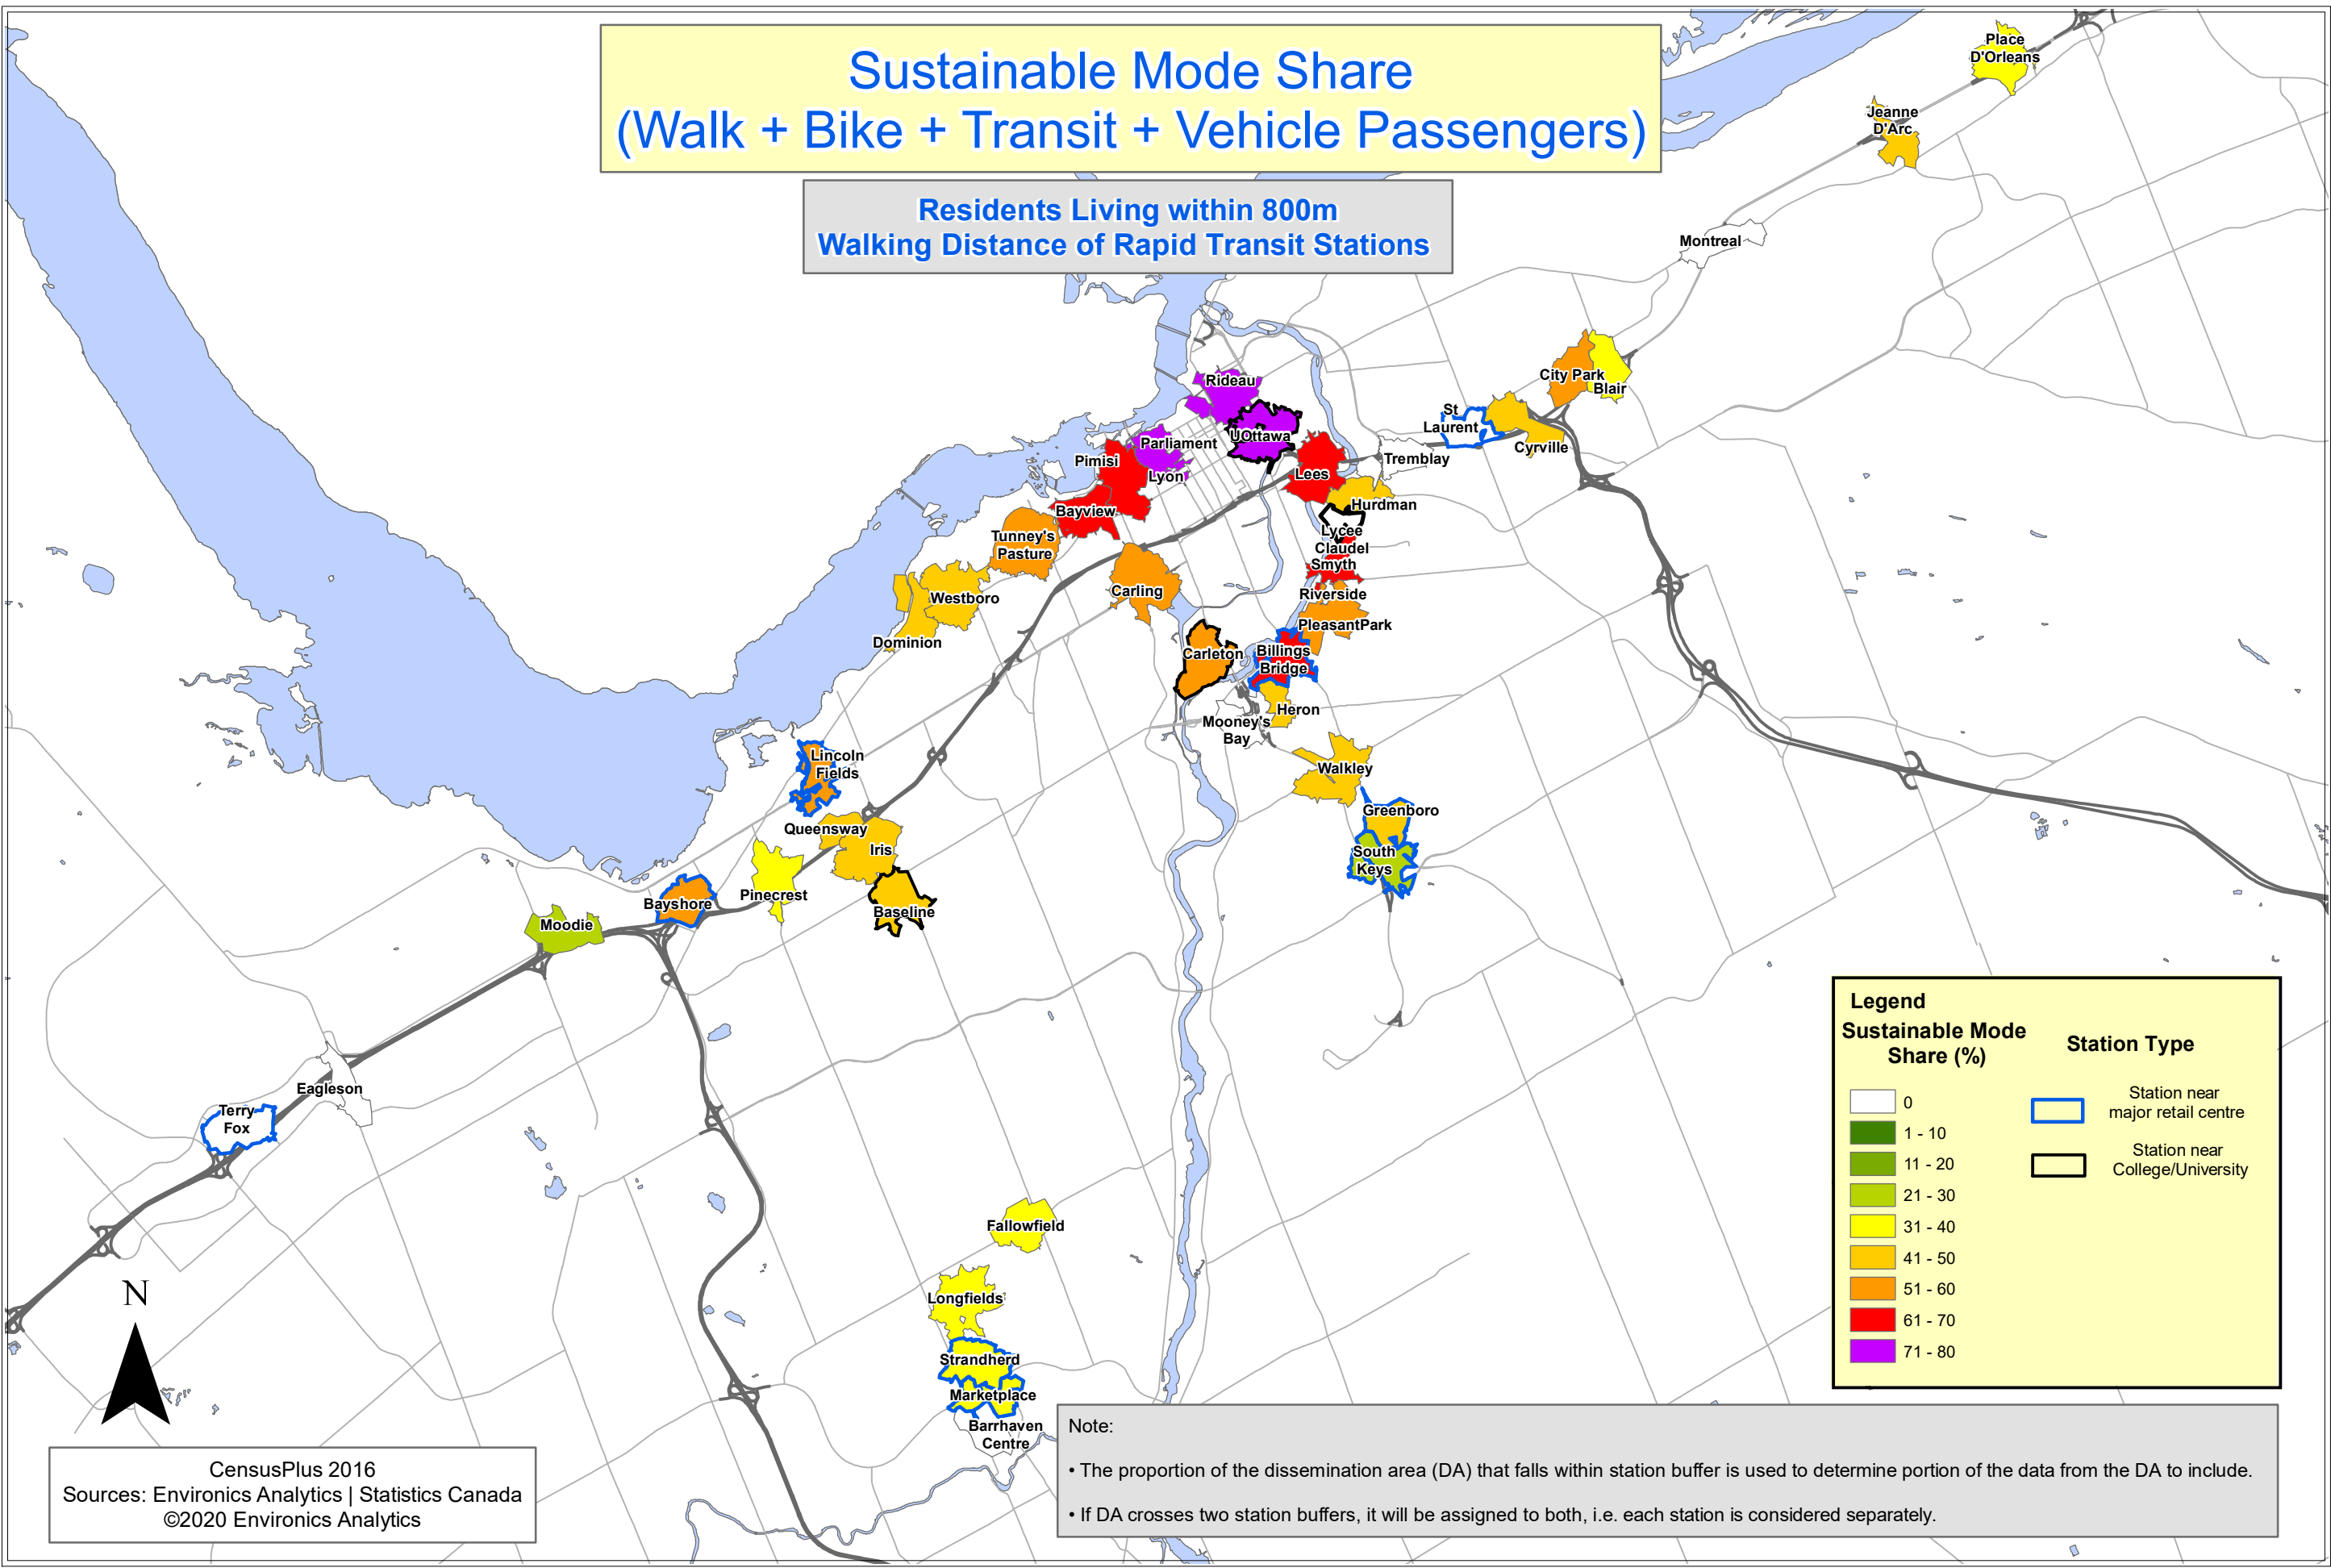 Sustainable Mode Share
(Walk + Bike + Transit + Vehicle Passengers)
Residents Living within 800m
Walking Distance of Rapid Transit Stations
Place
D'Orleans
Jeanne
D'Arc
Montreal
City Park
Blair
St
Laurent
Cyrville
Tremblay
Rideau
UOttawa
Parliament
Lyon
Pimisi
Bayview
Lees
Hurdman
Lycee
Claudel
Smyth
Riverside
PleasantPark
Tunney's
Pasture
Westboro
Dominion
Carling
Carleton
Billings
Bridge
Heron
Mooney's
Bay
Walkley
Greenboro
South
Keys
Lincoln
Fields
Queensway
Iris
Pinecrest
Baseline
Bayshore
Moodie
Eagleson
Terry
Fox
Fallowfield
Longfields
Strandherd
Marketplace
Barrhaven
Centre
N
CensusPlus 2016
Sources: Environics Analytics | Statistics Canada
©2020 Environics Analytics
Legend
Sustainable Mode
Share (%)
0
1 - 10
11 - 20
21 - 30
31 - 40
41 - 50
51 - 60
61 - 70
71 - 80
Station Type
Station near
major retail centre
Station near
College/University
Note:
• The proportion of the dissemination area (DA) that falls within station buffer is used to determine portion of the data from the DA to include.
• If DA crosses two station buffers, it will be assigned to both, i.e. each station is considered separately.